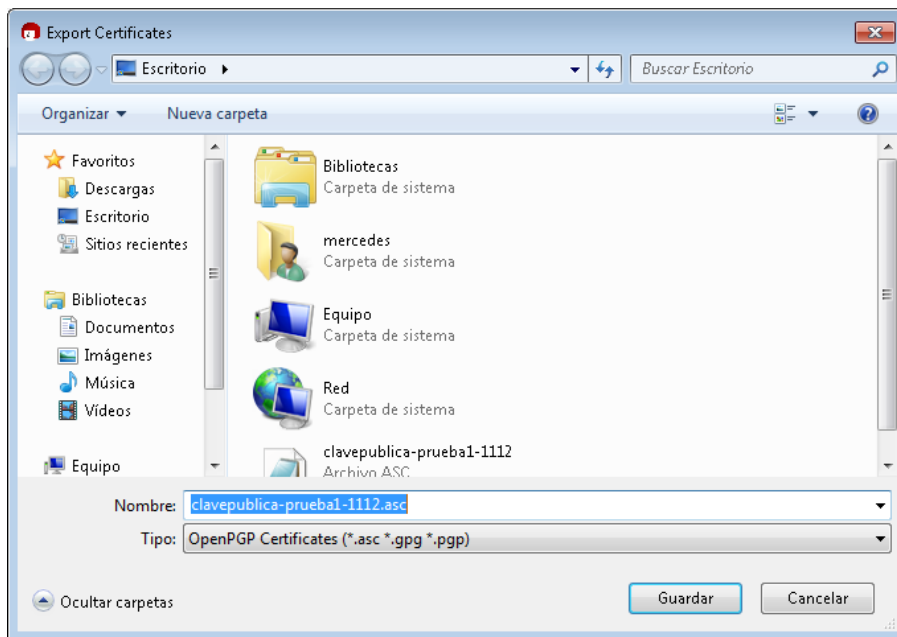 Export Certificates
Escritorio
Buscar Escritorio
Organizar
Nueva carpeta
Favoritos
Descargas
Escritorio
Sitios recientes
Bibliotecas
Documentos
Imágenes
Música
Vídeos
Equipo
Bibliotecas
Carpeta de sistema
mercedes
Carpeta de sistema
Equipo
Carpeta de sistema
Red
Carpeta de sistema
clavepublica-prueba1-1112
Archivo ASC
Nombre: clavepublica-prueba1-1112.asc
Tipo: OpenPGP Certificates (*.asc *.gpg *.pgp)
Ocultar carpetas
Guardar
Cancelar